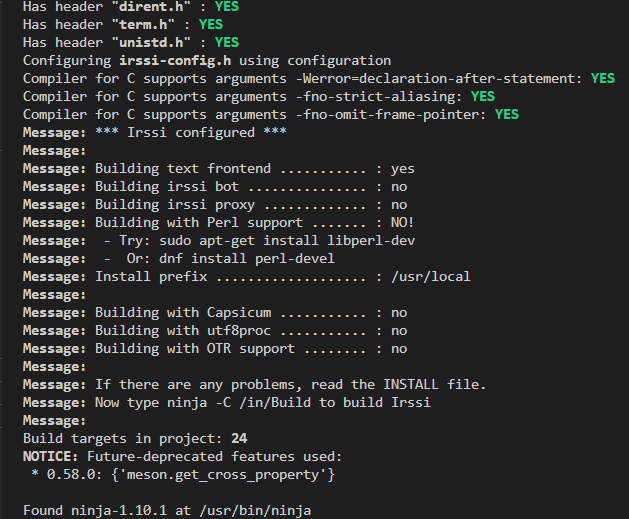 Has header "dirent.h" : YES
Has header "term.h" : YES
Has header "unistd.h" : YES
Configuring irssi-config.h using configuration
Compiler for C supports arguments -Werror=declaration-after-statement: YES
Compiler for C supports arguments -fno-strict-aliasing: YES
Compiler for C supports arguments -fno-omit-frame-pointer: YES
Message: *** Irssi configured ***
Message:
Message: Building text frontend ........... : yes
Message: Building irssi bot ............... : no
Message: Building irssi proxy ............. : no
Message: Building with Perl support ....... : NO!
Message:  - Try: sudo apt-get install libperl-dev
Message:  -  Or: dnf install perl-devel
Message: Install prefix ................... : /usr/local
Message:
Message: Building with Capsicum ........... : no
Message: Building with utf8proc ........... : no
Message: Building with OTR support ........ : no
Message:
Message: If there are any problems, read the INSTALL file.
Message: Now type ninja -C /in/Build to build Irssi
Message:
Build targets in project: 24
NOTICE: Future-deprecated features used:
 * 0.58.0: {'meson.get_cross_property'}
Found ninja-1.10.1 at /usr/bin/ninja